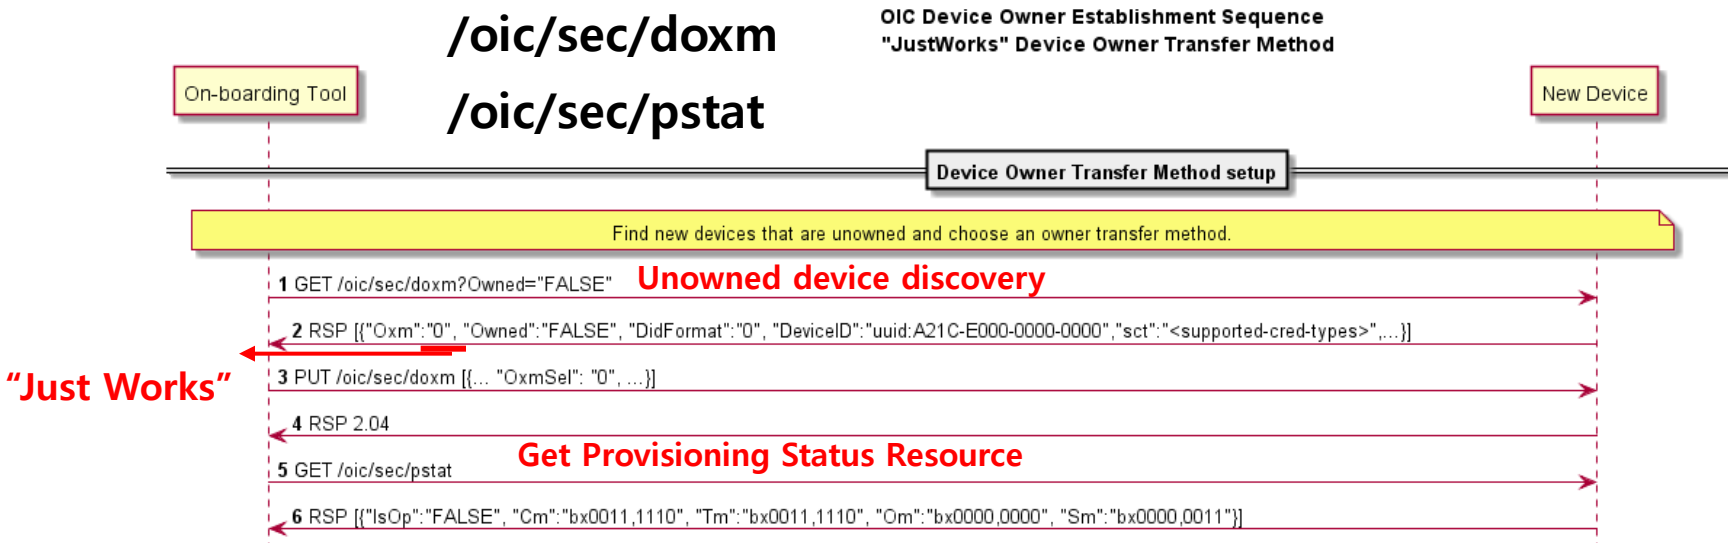 /oic/sec/doxm
OIC Device Owner Establishment Sequence
"JustWorks" Device Owner Transfer Method
/oic/sec/pstat
On-boarding Tool
New Device
Device Owner Transfer Method setup
Find new devices that are unowned and choose an owner transfer method.
1 GET /oic/sec/doxm?Owned="FALSE"
Unowned device discovery
2 RSP [{"Oxm":"0", "Owned":"FALSE", "DidFormat":"0", "DeviceID":"uuid:A21C-E000-0000-0000","sct":"<supported-cred-types>",...}]
“Just Works”
3 PUT /oic/sec/doxm [{... "OxmSel": "0", ...}]
4 RSP 2.04
Get Provisioning Status Resource
5 GET /oic/sec/pstat
6 RSP [{"IsOp":"FALSE", "Cm":"bx0011,1110", "Tm":"bx0011,1110", "Om":"bx0000,0000", "Sm":"bx0000,0011"}]